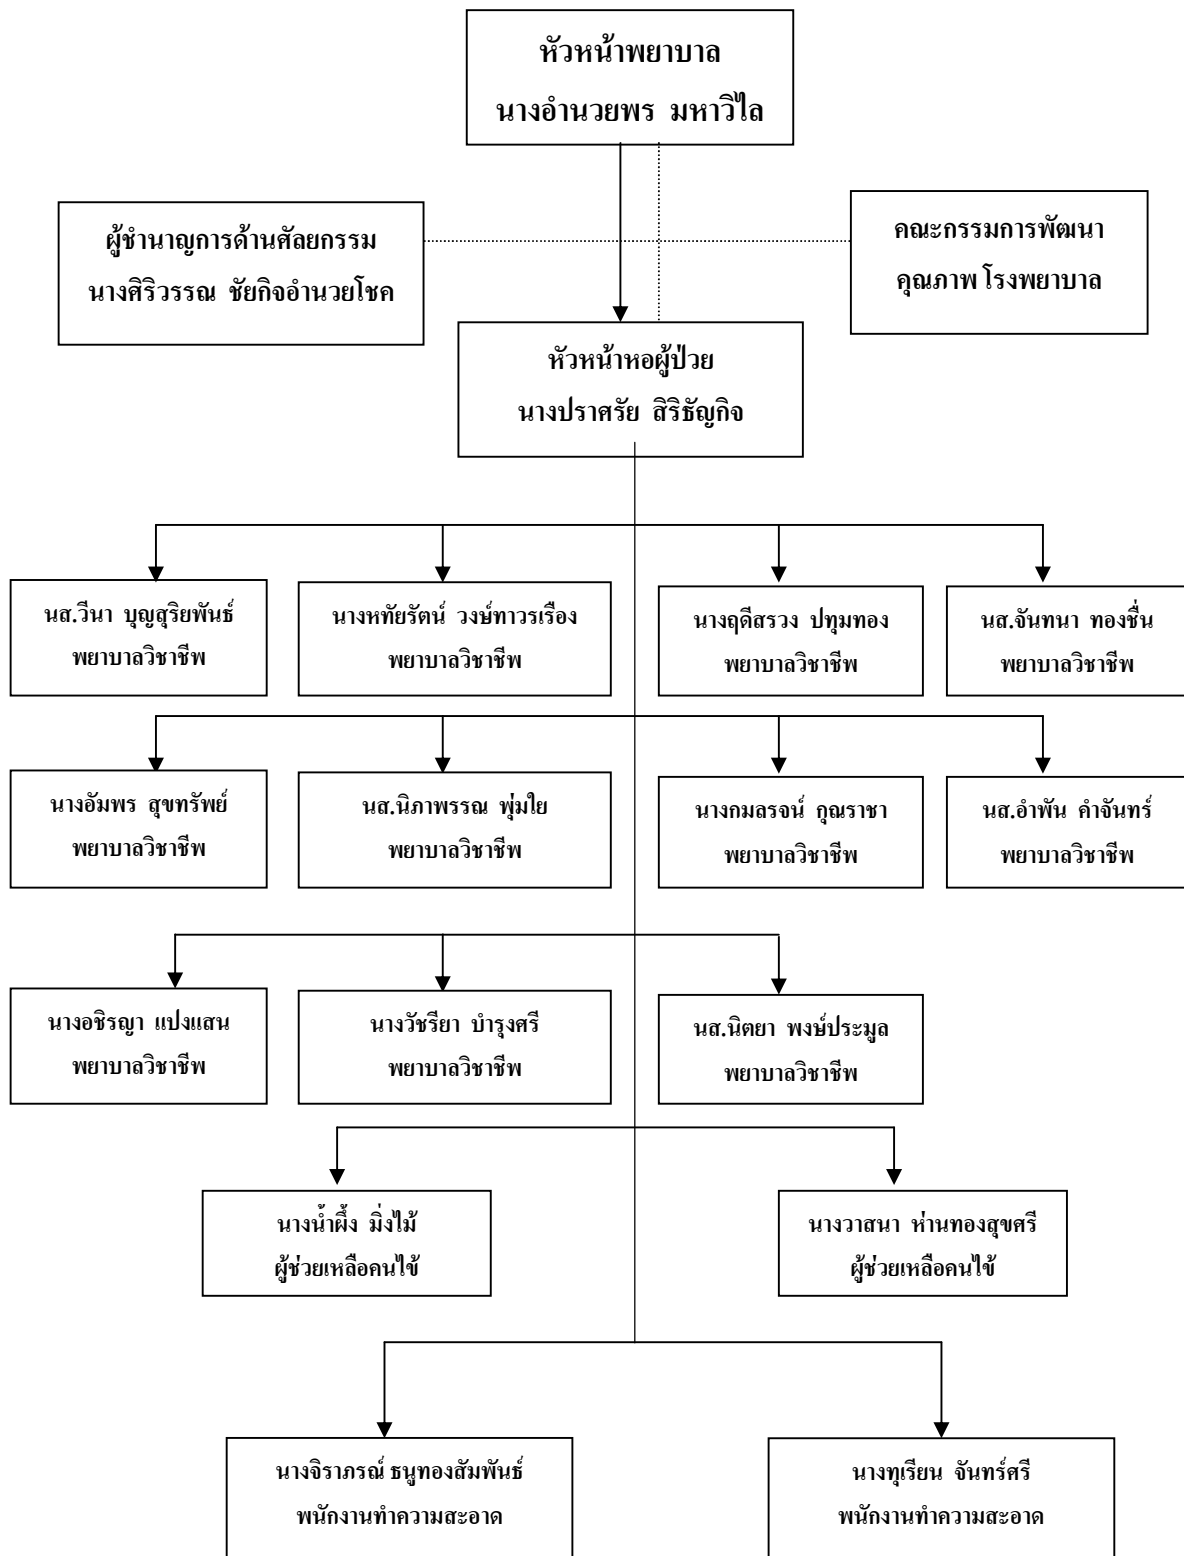 หัวหน้าพยาบาล
นางอำนวยพร มหาวิไล
ผู้ชำนาญการด้านศัลยกรรม
นางศิริวรรณ ชัยกิจอำนวยโชค
คณะกรรมการพัฒนา
คุณภาพ โรงพยาบาล
หัวหน้าหอผู้ป่วย
นางปราศรัย สิริธัญกิจ
นส.วีนา บุญสุริยพันธ์
พยาบาลวิชาชีพ
นางหทัยรัตน์ วงษ์ทาวรเรือง
พยาบาลวิชาชีพ
นางฤดีสรวง ปทุมทอง
พยาบาลวิชาชีพ
นส.จันทนา ทองชื่น
พยาบาลวิชาชีพ
นางอัมพร สุขทรัพย์
พยาบาลวิชาชีพ
นส.นิภาพรรณ พุ่มใย
พยาบาลวิชาชีพ
นางกมลรจน์ กุณราชา
พยาบาลวิชาชีพ
นส.อำพัน คำจันทร์
พยาบาลวิชาชีพ
นางอชิรญา แปงแสน
พยาบาลวิชาชีพ
นางวัชรียา บำรุงศรี
พยาบาลวิชาชีพ
นส.นิตยา พงษ์ประมูล
พยาบาลวิชาชีพ
นางน้ำผึ้ง มิ่งไม้
ผู้ช่วยเหลือคนไข้
นางวาสนา ห่านทองสุขศรี
ผู้ช่วยเหลือคนไข้
นางจิราภรณ์ ธนูทองสัมพันธ์
พนักงานทำความสะอาด
นางทุเรียน จันทร์ศรี
พนักงานทำความสะอาด